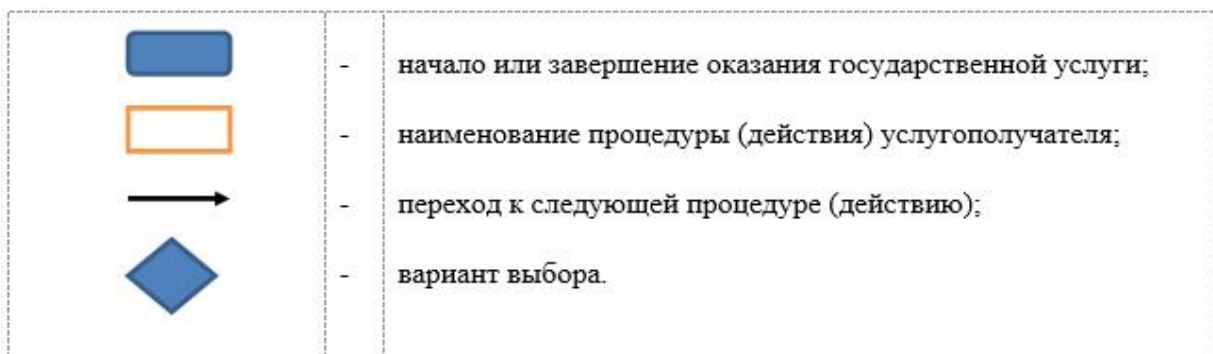 - начало или завершение оказания государственной услуги;
- наименование процедуры (действия) услугополучателя;
- переход к следующей процедуре (действию);
- вариант выбора.